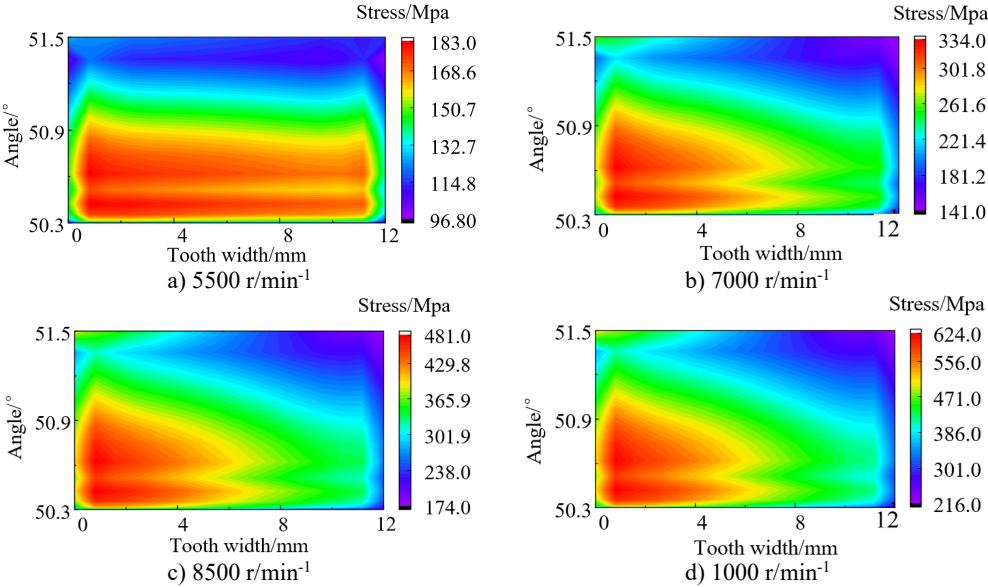 Stress/Mpa
51.5
50.9
50.3
Angle/°
0 4 8 12
Tooth width/mm
183.0
168.6
150.7
132.7
114.8
96.80
a) 5500 r/min-1
Stress/Mpa
51.5
50.9
50.3
Angle/°
0 4 8 12
Tooth width/mm
334.0
301.8
261.6
221.4
181.2
141.0
b) 7000 r/min-1
Stress/Mpa
51.5
50.9
50.3
Angle/°
0 4 8 12
Tooth width/mm
481.0
429.8
365.9
301.9
238.0
174.0
c) 8500 r/min-1
Stress/Mpa
51.5
50.9
50.3
Angle/°
0 4 8 12
Tooth width/mm
624.0
556.0
471.0
386.0
301.0
216.0
d) 1000 r/min-1